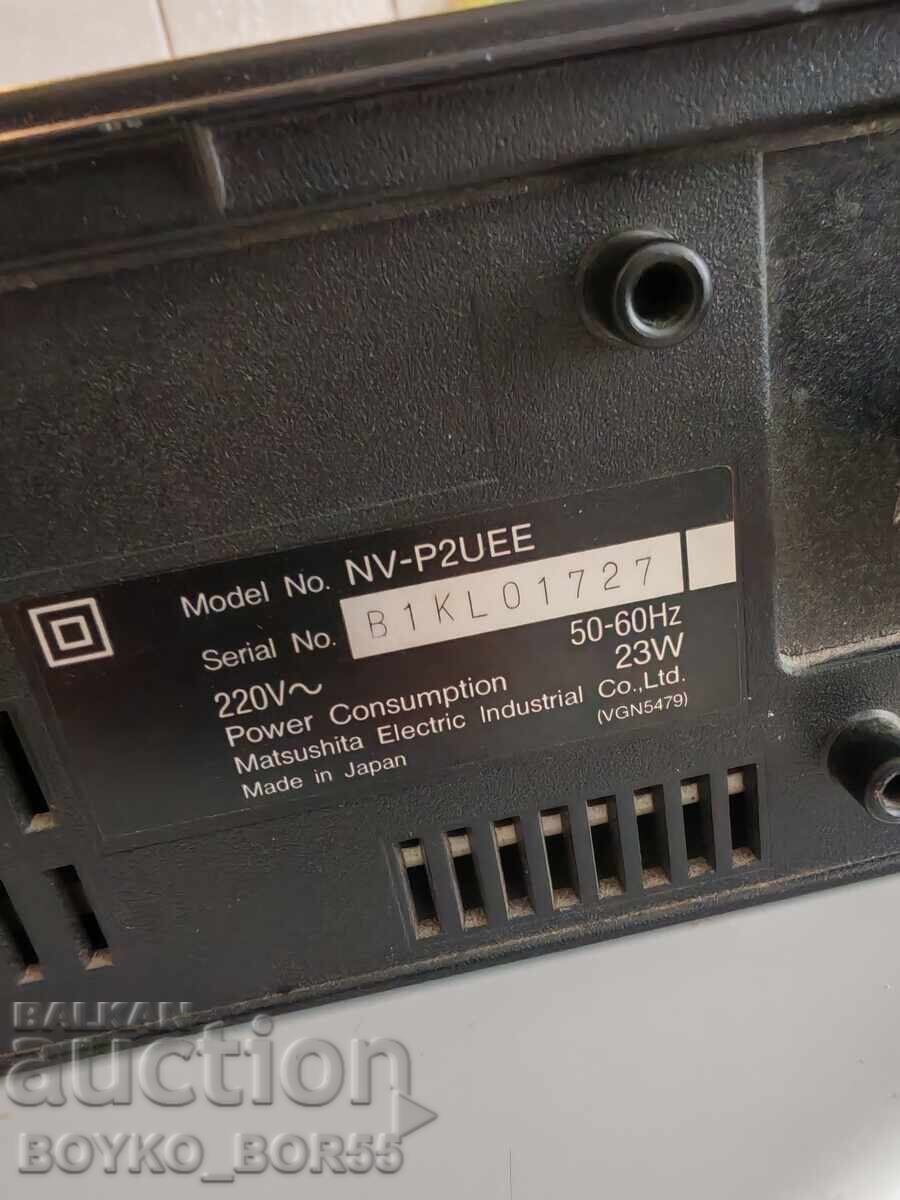 Model No. NV-P2UEE
Serial No. B1KL01727
220V~ 50-60Hz
Power Consumption 23W
Matsushita Electric Industrial Co.,Ltd.
Made in Japan (VGN5479)
BALKAN
auction
BOYKO_BOR55